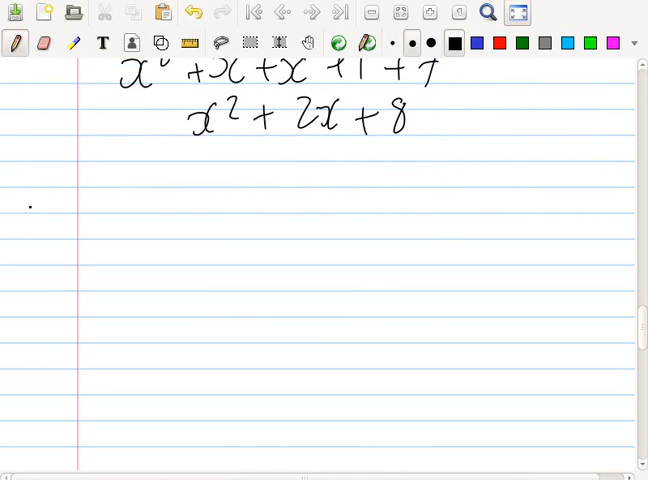 x² + x + x + 1 + 7
x² + 2x + 8